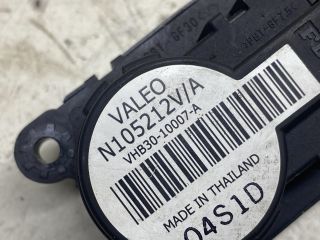 VALEO
N105212V/A
VHB30-10007-A
MADE IN THAILAND
04S1D